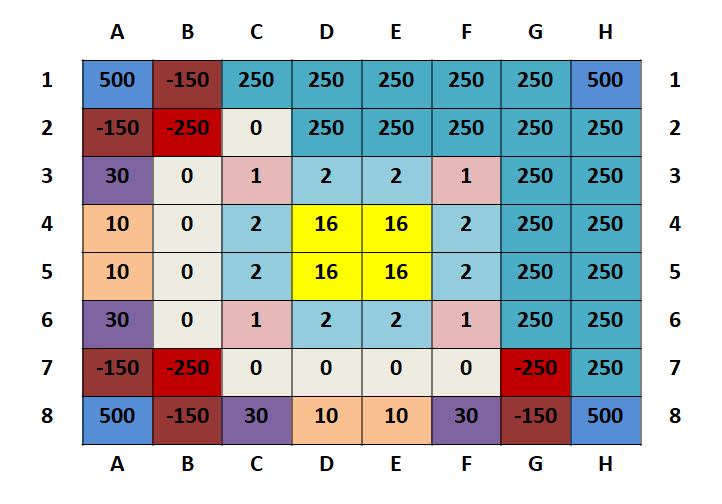 A B C D E F G H
1 500 -150 250 250 250 250 250 500 1
2 -150 -250 0 250 250 250 250 250 2
3 30 0 1 2 2 1 250 250 3
4 10 0 2 16 16 2 250 250 4
5 10 0 2 16 16 2 250 250 5
6 30 0 1 2 2 1 250 250 6
7 -150 -250 0 0 0 0 -250 250 7
8 500 -150 30 10 10 30 -150 500 8
A B C D E F G H